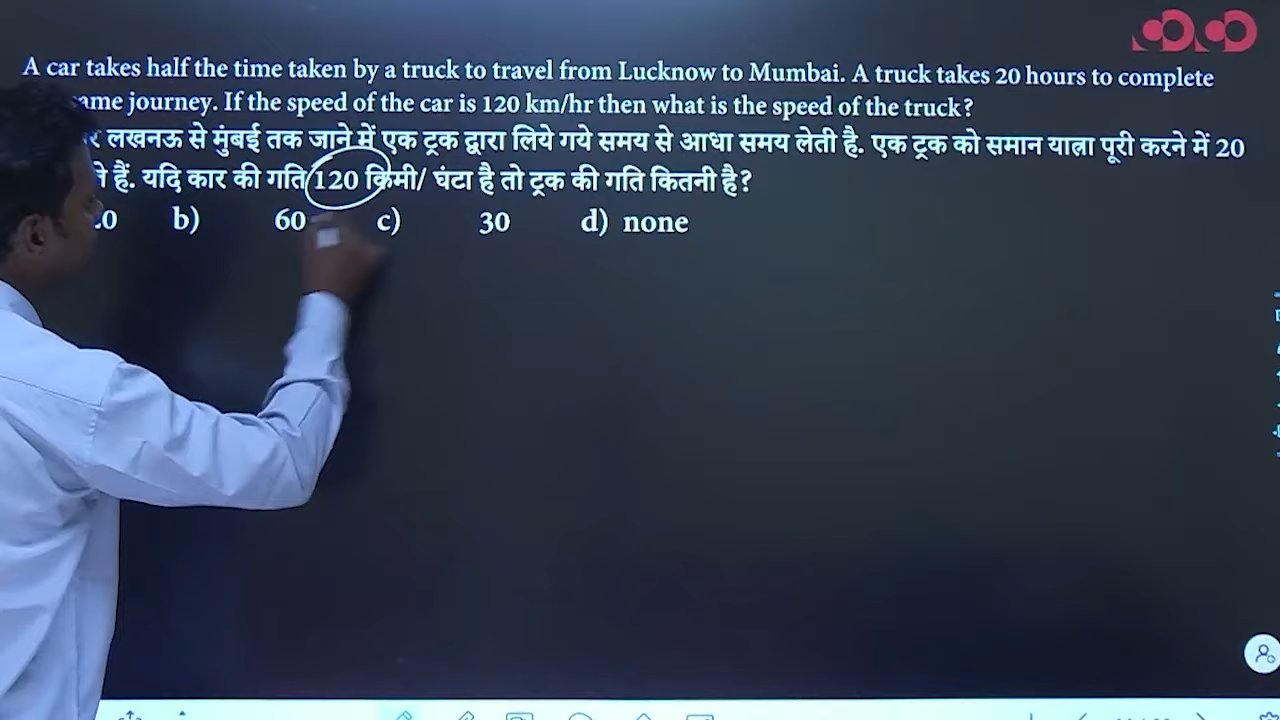 A car takes half the time taken by a truck to travel from Lucknow to Mumbai. A truck takes 20 hours to complete
journey. If the speed of the car is 120 km/hr then what is the speed of the truck?
लखनऊ से मुंबई तक जाने में एक ट्रक द्वारा लिये गये समय से आधा समय लेती है. एक ट्रक को समान यात्रा पूरी करने में 20
हैं. यदि कार की गति 120 किमी/ घंटा है तो ट्रक की गति कितनी है?
b) 60 c) 30 d) none